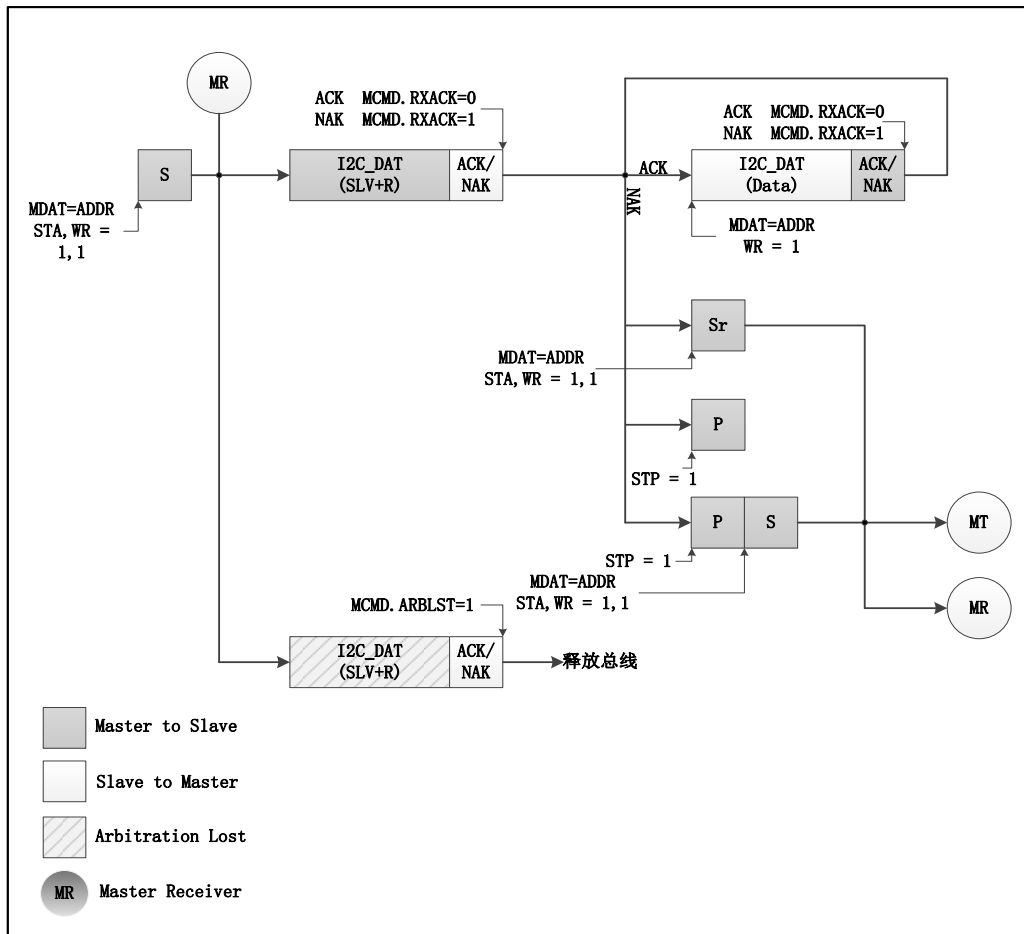 MR
ACK MCMD.RXACK=0
NAK MCMD.RXACK=1
ACK MCMD.RXACK=0
NAK MCMD.RXACK=1
S
I2C_DAT
(SLV+R)
ACK/
NAK
ACK
NAK
I2C_DAT
(Data)
ACK/
NAK
MDAT=ADDR
STA,WR =
1,1
MDAT=ADDR
WR = 1
Sr
MDAT=ADDR
STA,WR = 1,1
P
STP = 1
P
S
MT
STP = 1
MDAT=ADDR
STA,WR = 1,1
MR
MCMD.ARBLST=1
I2C_DAT
(SLV+R)
ACK/
NAK
释放总线
Master to Slave
Slave to Master
Arbitration Lost
MR
Master Receiver